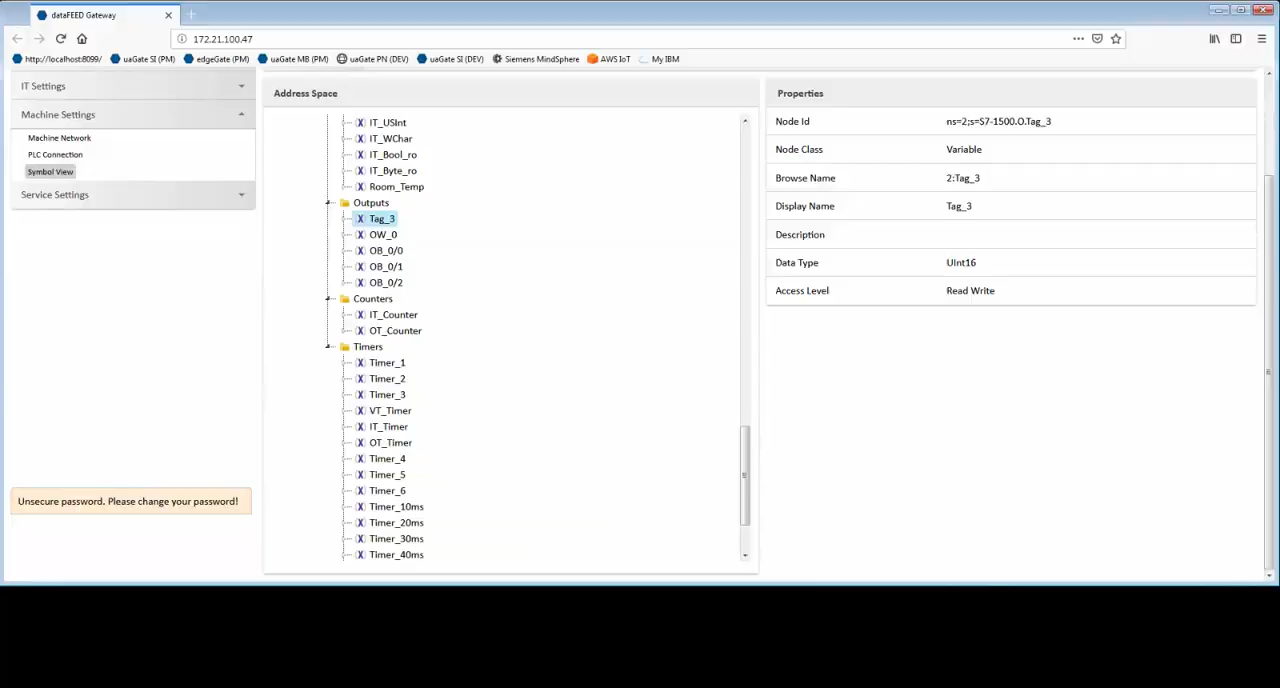 dataFEED Gateway
172.21.100.47
http://localhost:8099/ uaGate SI (PM) edgeGate (PM) uaGate MB (PM) uaGate PN (DEV) uaGate SI (DEV) Siemens MindSphere AWS IoT My IBM
IT Settings
Machine Settings
Machine Network
PLC Connection
Symbol View
Service Settings
Unsecure password. Please change your password!
Address Space
IT_USInt
IT_WChar
IT_Bool_ro
IT_Byte_ro
Room_Temp
Outputs
Tag_3
OW_0
OB_0/0
OB_0/1
OB_0/2
Counters
IT_Counter
OT_Counter
Timers
Timer_1
Timer_2
Timer_3
VT_Timer
IT_Timer
OT_Timer
Timer_4
Timer_5
Timer_6
Timer_10ms
Timer_20ms
Timer_30ms
Timer_40ms
Properties
Node Id ns=2;s=S7-1500.O.Tag_3
Node Class Variable
Browse Name 2:Tag_3
Display Name Tag_3
Description
Data Type UInt16
Access Level Read Write